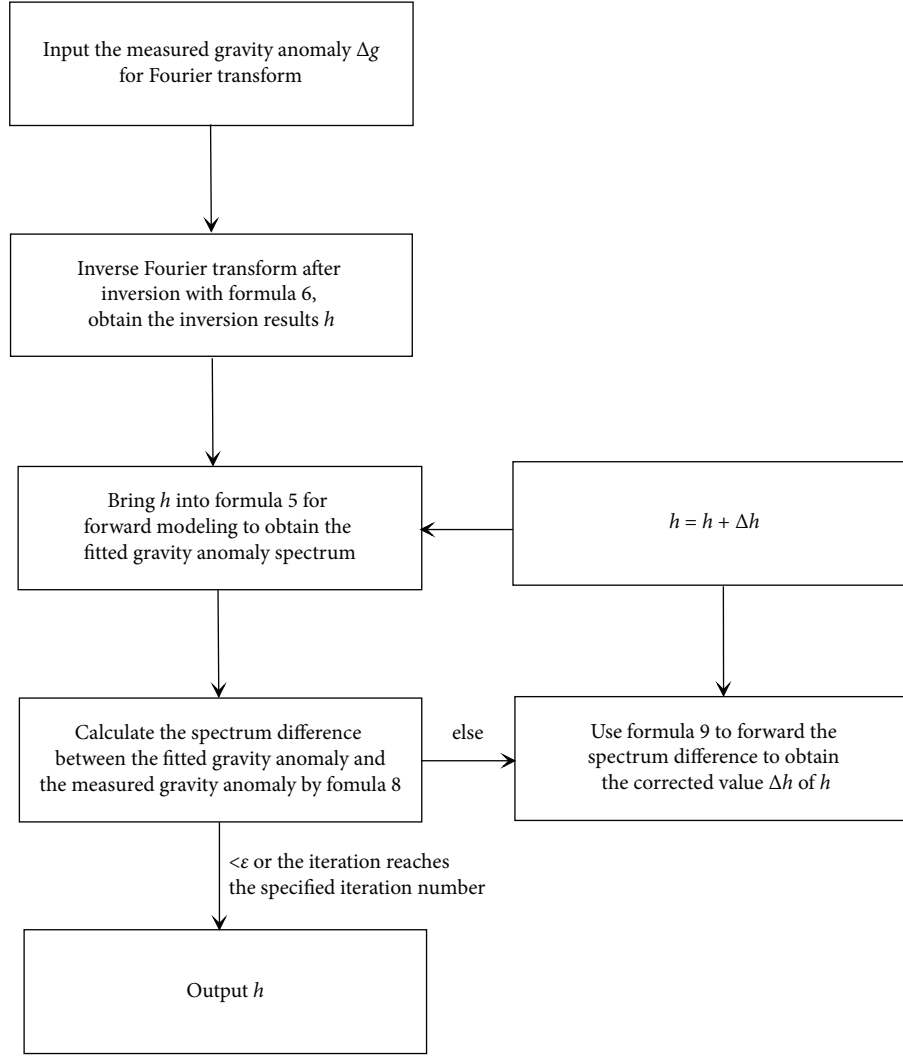 Input the measured gravity anomaly Δg
for Fourier transform
Inverse Fourier transform after
inversion with formula 6,
obtain the inversion results h
Bring h into formula 5 for
forward modeling to obtain the
fitted gravity anomaly spectrum
h = h + Δh
Calculate the spectrum difference
between the fitted gravity anomaly and
the measured gravity anomaly by fomula 8
else
Use formula 9 to forward the
spectrum difference to obtain
the corrected value Δh of h
<ε or the iteration reaches
the specified iteration number
Output h